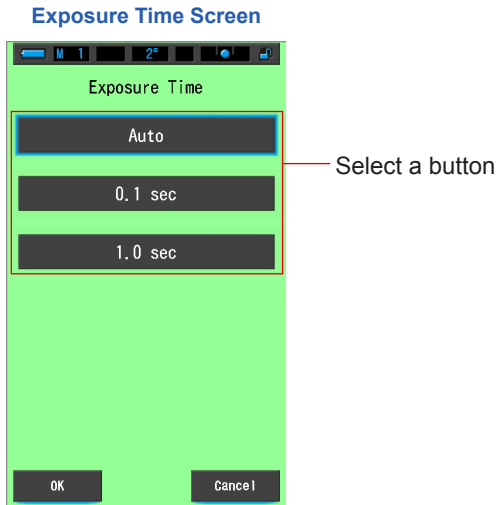 Exposure Time Screen
M 1 2°
Exposure Time
Auto
Select a button
0.1 sec
1.0 sec
OK Cancel